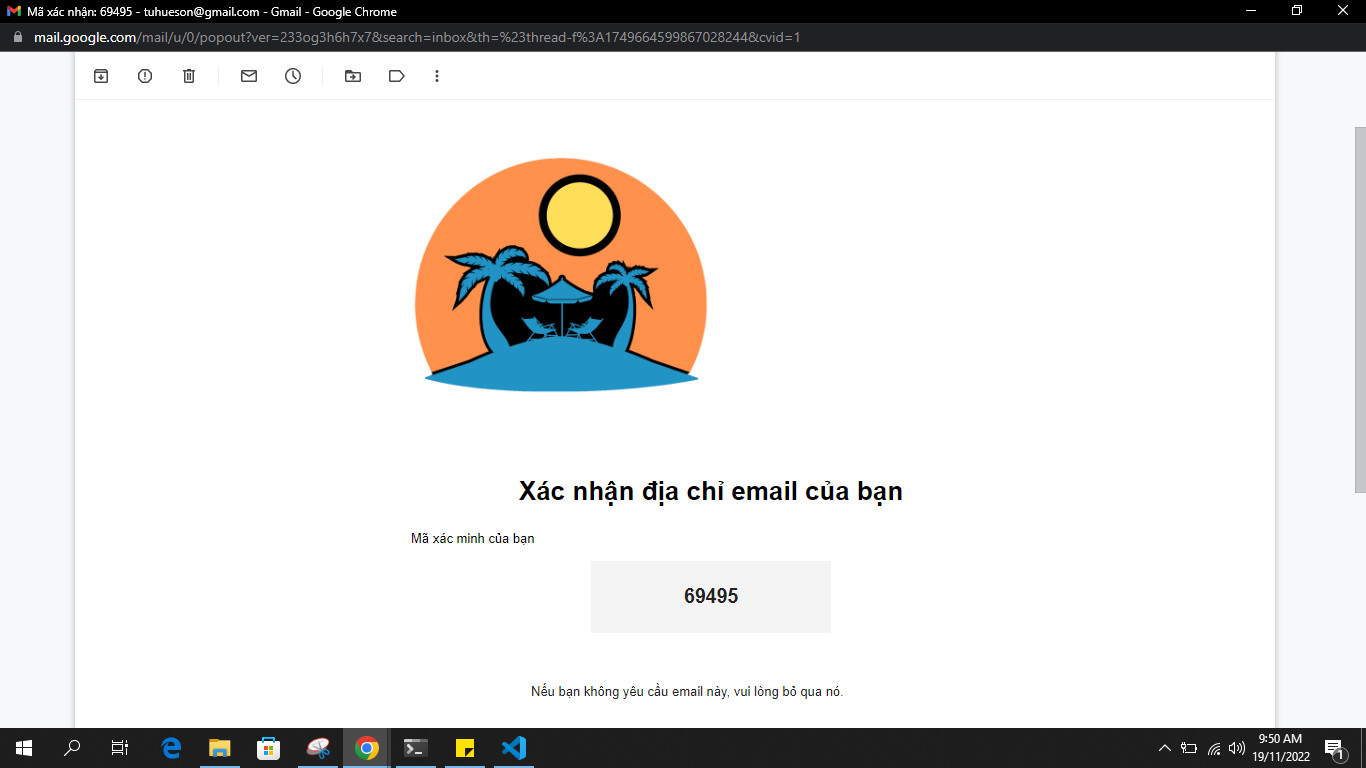 Mã xác nhận: 69495 - tuhueson@gmail.com - Gmail - Google Chrome
mail.google.com/mail/u/0/popout?ver=233og3h6h7x7&search=inbox&th=%23thread-f%3A1749664599867028244&cvid=1
Xác nhận địa chỉ email của bạn
Mã xác minh của bạn
69495
Nếu bạn không yêu cầu email này, vui lòng bỏ qua nó.
9:50 AM
19/11/2022
1